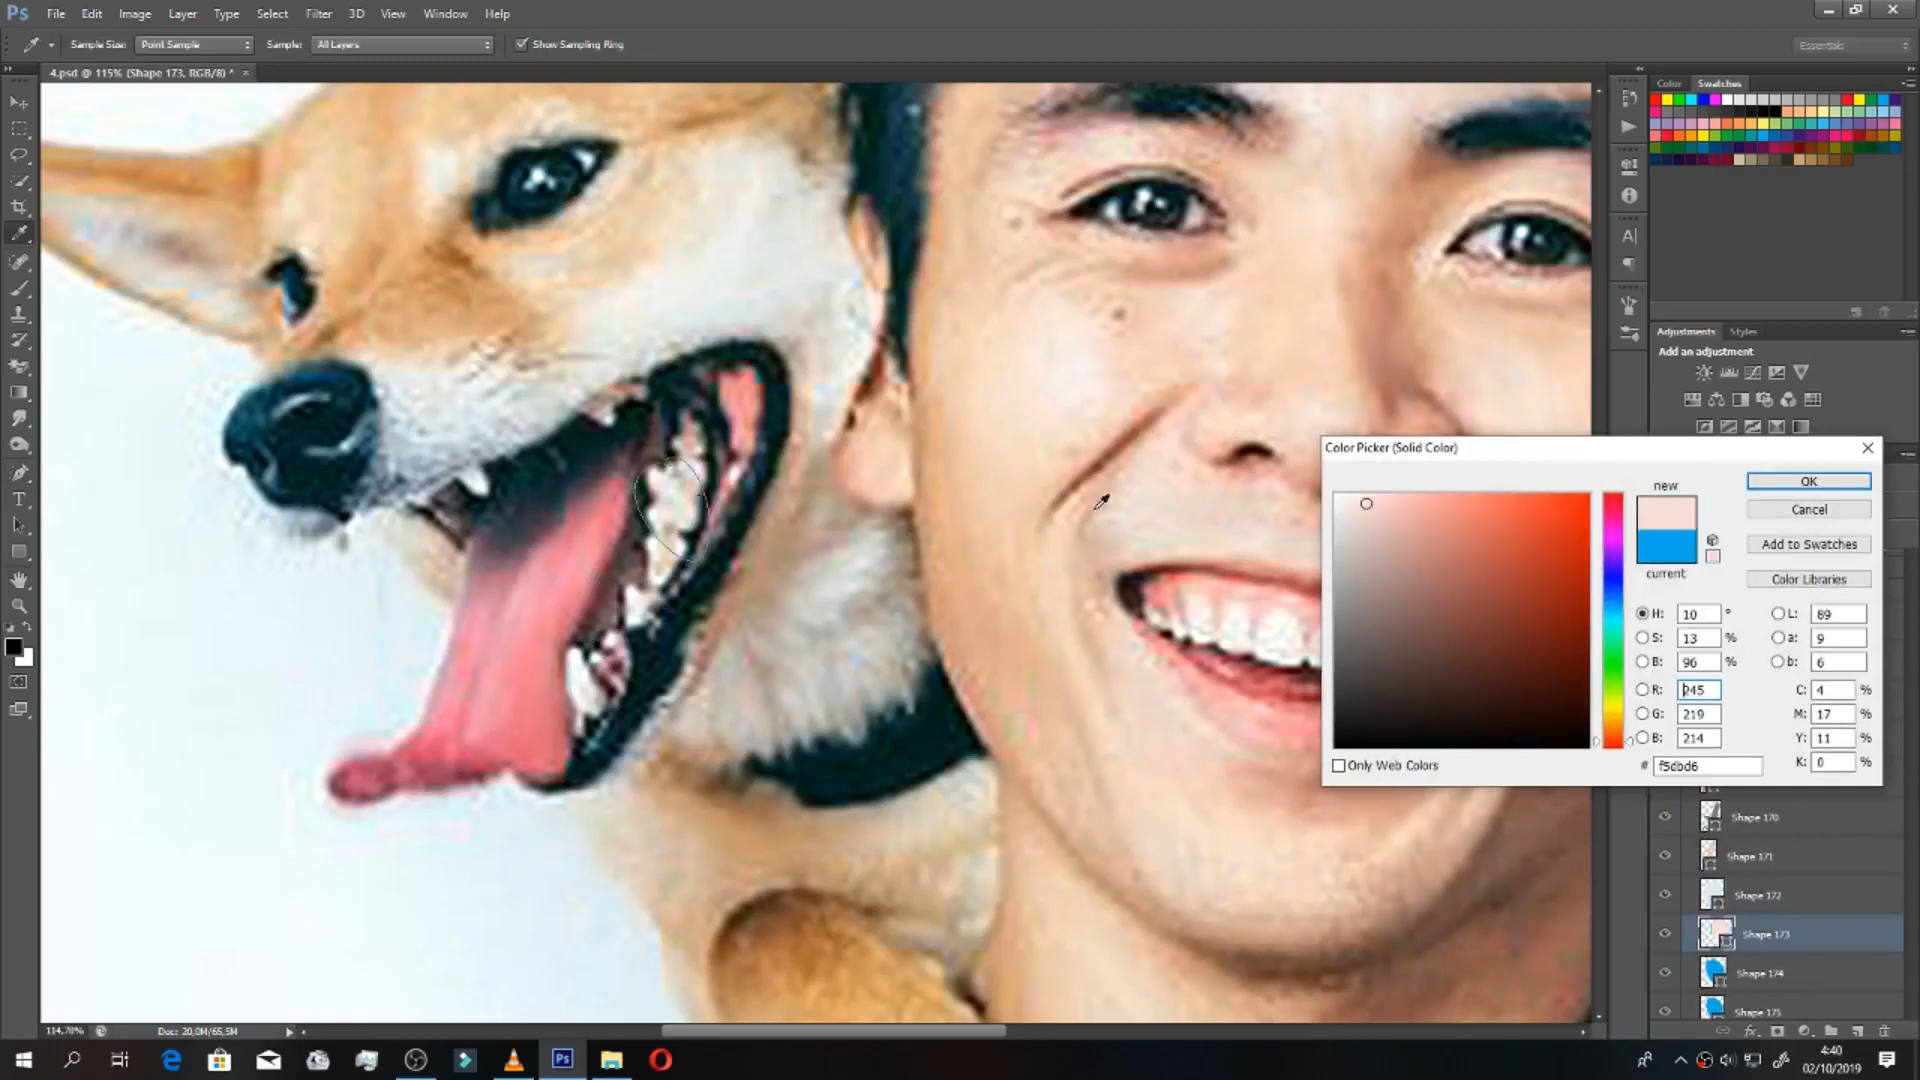 Ps File Edit Image Layer Type Select Filter 3D View Window Help
Sample Size: Point Sample Sample: All Layers Show Sampling Ring Essentials
4.psd @ 115% (Shape 173, RGB/8) * ×
Color Swatches
Adjustments Styles
Add an adjustment
Color Picker (Solid Color)
new
OK
Cancel
Add to Swatches
current
Color Libraries
H: 10 ° L: 89
S: 13 % a: 9
B: 96 % b: 6
R: 245 C: 4 %
G: 219 M: 17 %
B: 214 Y: 11 %
Only Web Colors # f5dbd6 K: 0 %
Shape 170
Shape 171
Shape 172
Shape 173
Shape 174
Shape 175
114,78% Doc: 20,0M/65,5M
Ps
4:40
02/10/2019